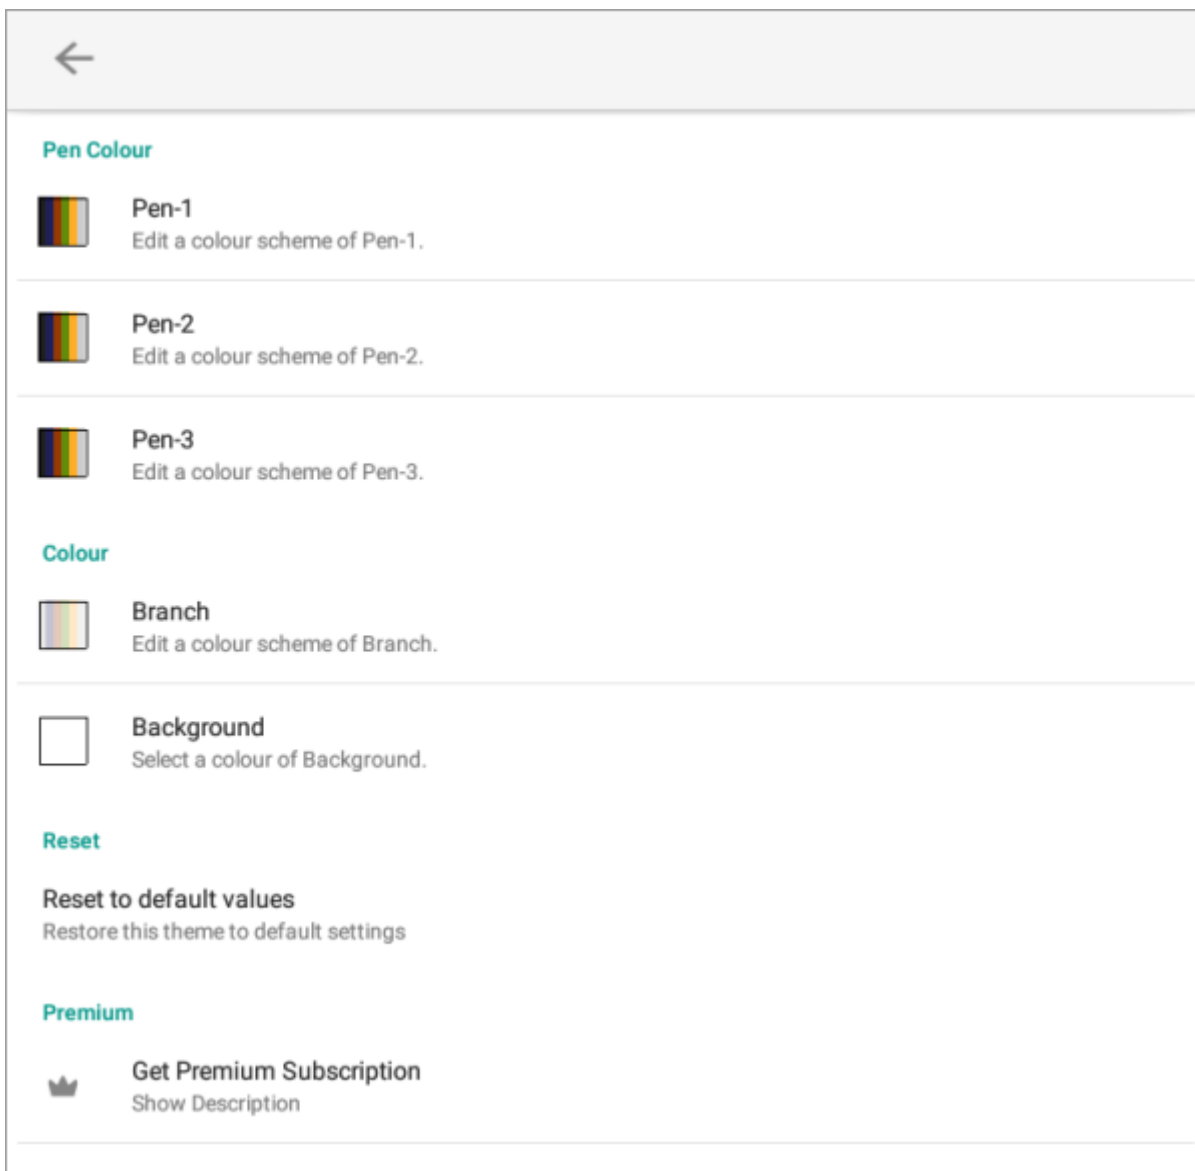 Pen Colour
Pen-1
Edit a colour scheme of Pen-1.
Pen-2
Edit a colour scheme of Pen-2.
Pen-3
Edit a colour scheme of Pen-3.
Colour
Branch
Edit a colour scheme of Branch.
Background
Select a colour of Background.
Reset
Reset to default values
Restore this theme to default settings
Premium
Get Premium Subscription
Show Description